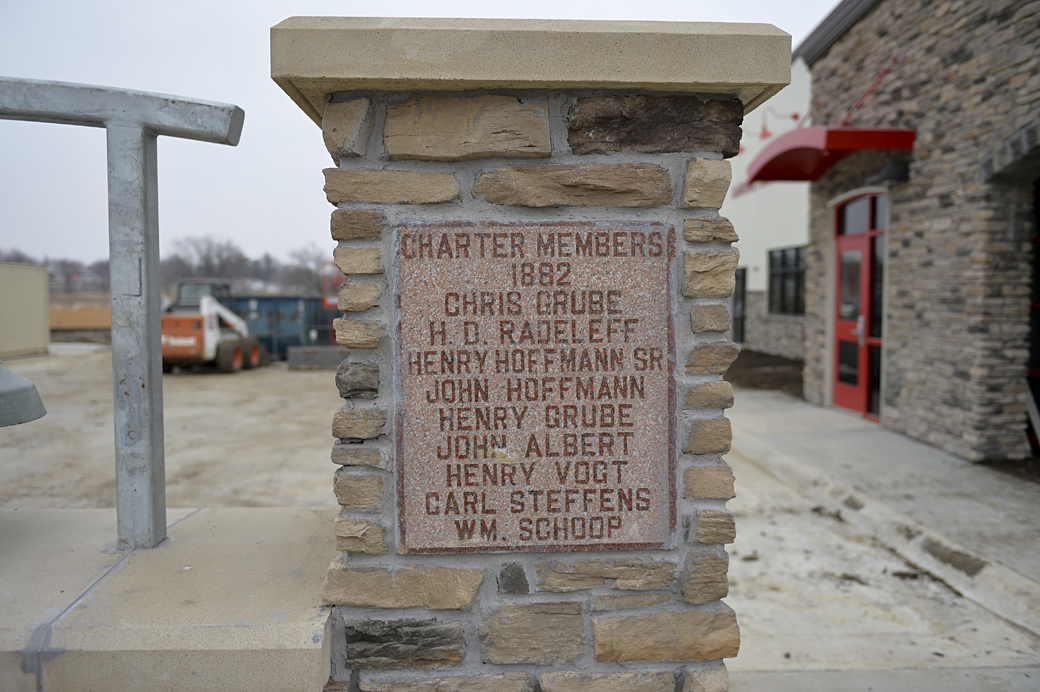 CHARTER MEMBERS
1882
CHRIS GRUBE
H. D. RADELEFF
HENRY HOFFMANN SR
JOHN HOFFMANN
HENRY GRUBE
JOHN ALBERT
HENRY VOGT
CARL STEFFENS
WM. SCHOOP